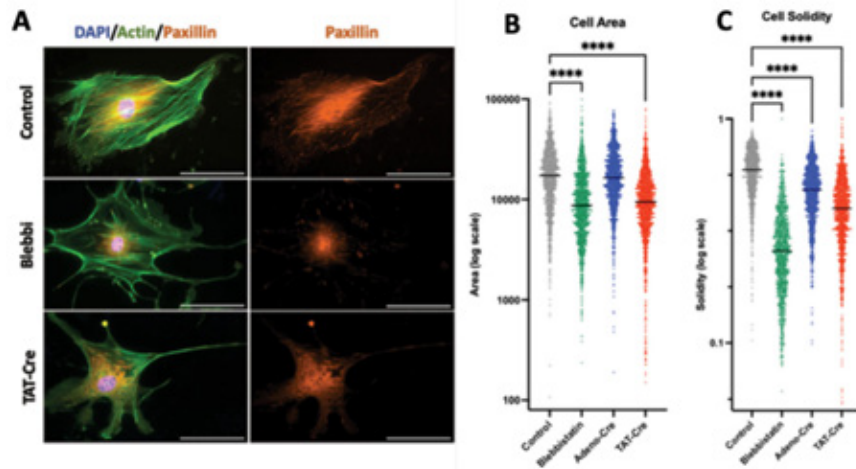 A
DAPI/Actin/Paxillin
Paxillin
Control
Blebbi
TAT-Cre
B
Cell Area
****
****
100000
10000
1000
100
Area (log scale)
Control
Blebbistatin
Adeno-Cre
TAT-Cre
C
Cell Solidity
****
****
****
1
0.1
Solidity (log scale)
Control
Blebbistatin
Adeno-Cre
TAT-Cre